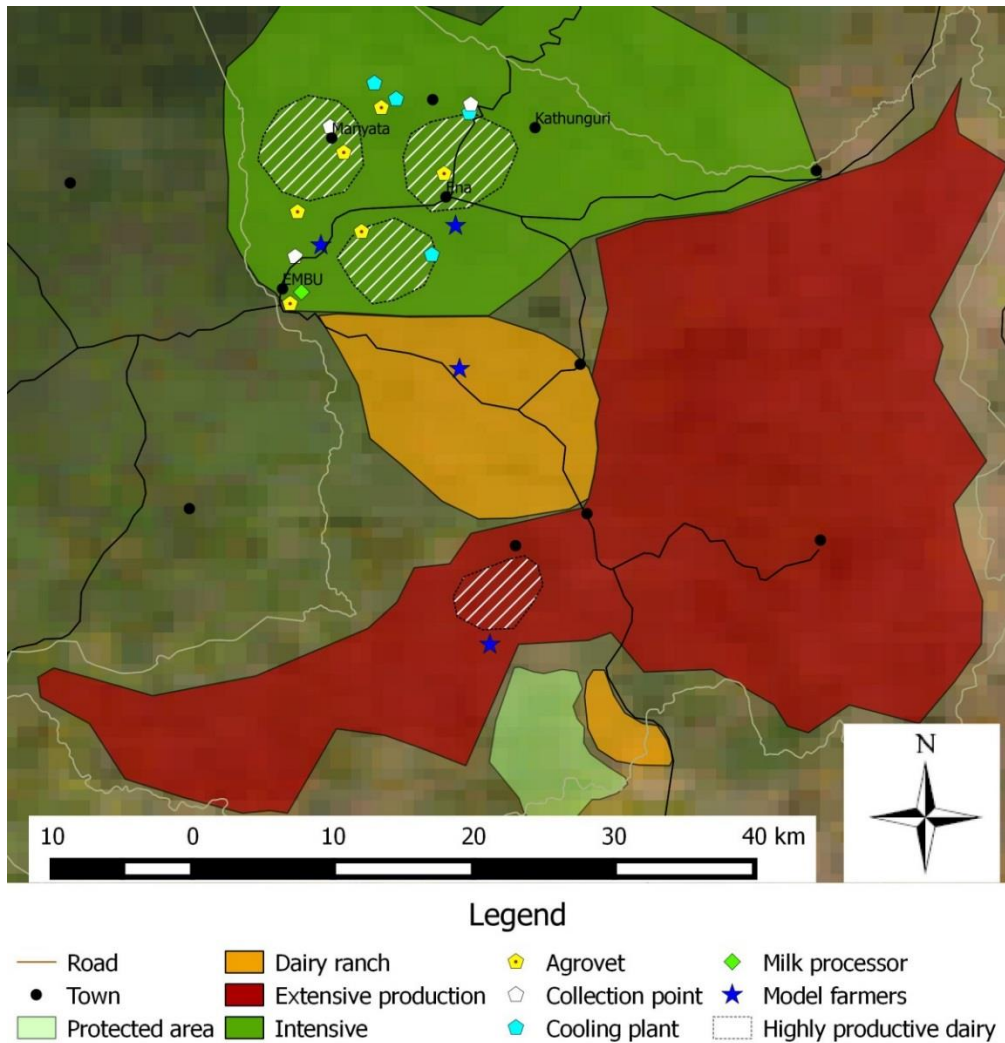 Manyata
Kathunguri
Ena
EMBU
N
10 0 10 20 30 40 km
Legend
Road
Dairy ranch
Agrovet
Milk processor
Town
Extensive production
Collection point
Model farmers
Protected area
Intensive
Cooling plant
Highly productive dairy